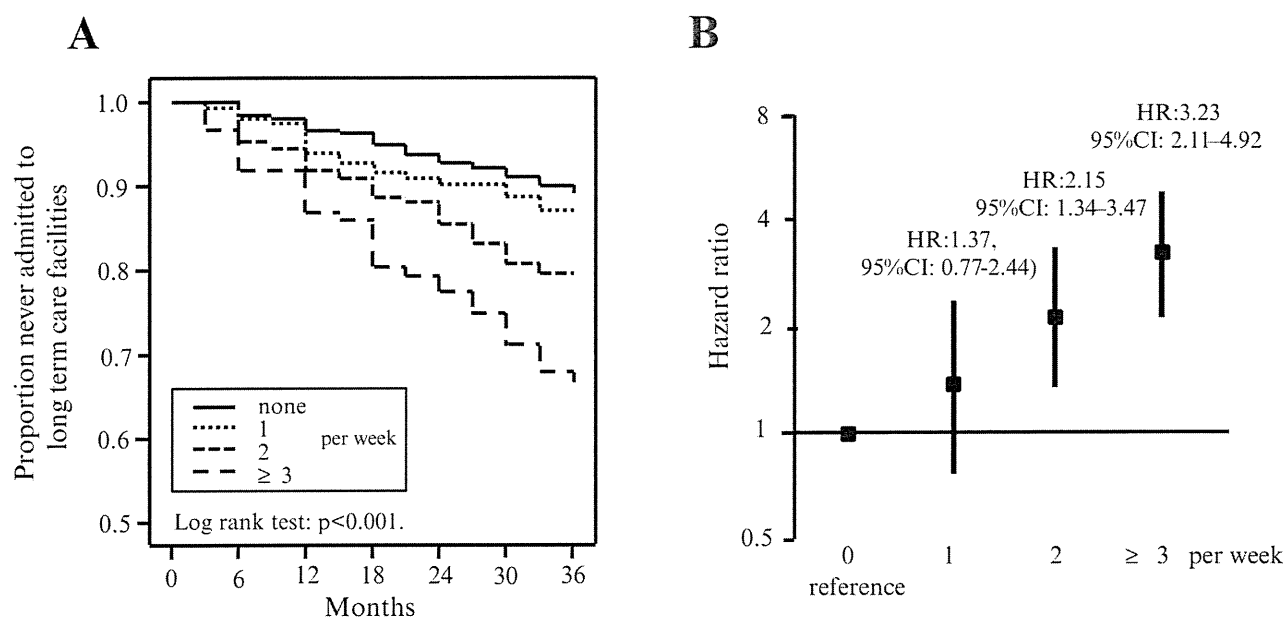 A
Proportion never admitted to
long term care facilities
1.0
0.9
0.8
0.7
0.6
0.5
none
1
2
≥ 3
per week
Log rank test: p<0.001.
0 6 12 18 24 30 36
Months
B
Hazard ratio
8
4
2
1
0.5
HR:3.23
95%CI: 2.11–4.92
HR:2.15
95%CI: 1.34–3.47
HR:1.37,
95%CI: 0.77-2.44)
0 1 2 ≥ 3 per week
reference